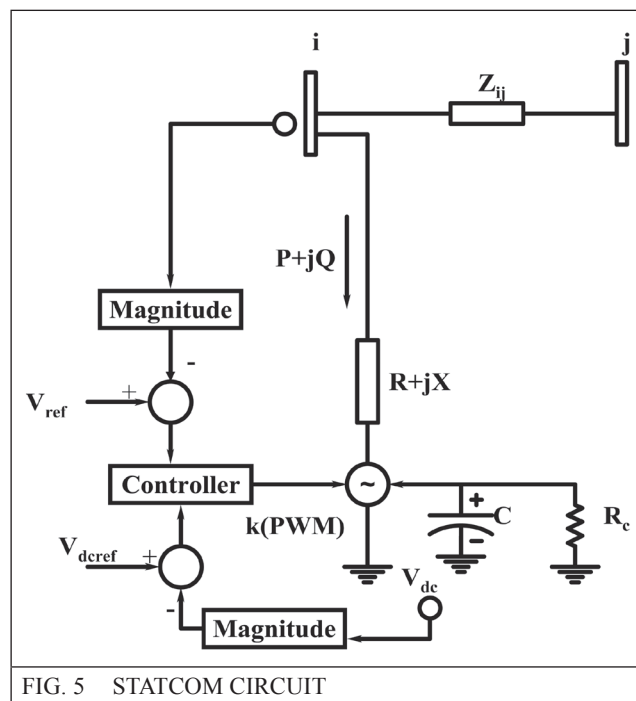 i
j
Z_ij
P+jQ
Magnitude
-
R+jX
V_ref
+
Controller
~
k(PWM)
+
C
-
R_c
V_dcref
+
V_dc
-
Magnitude
FIG. 5 STATCOM CIRCUIT